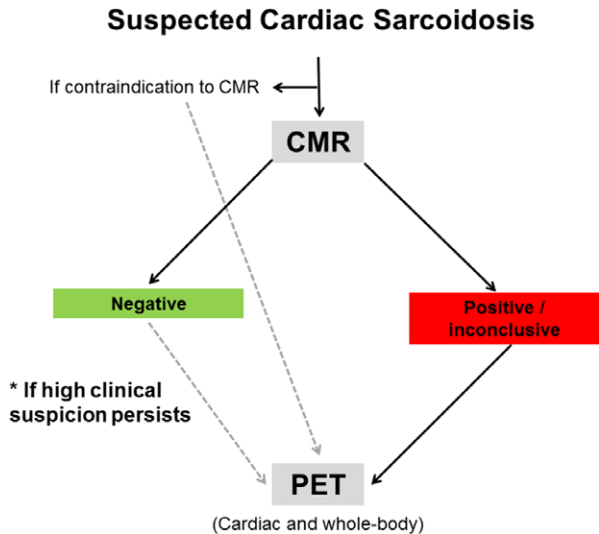 Suspected Cardiac Sarcoidosis
If contraindication to CMR
CMR
Negative
Positive /
inconclusive
* If high clinical
suspicion persists
PET
(Cardiac and whole-body)